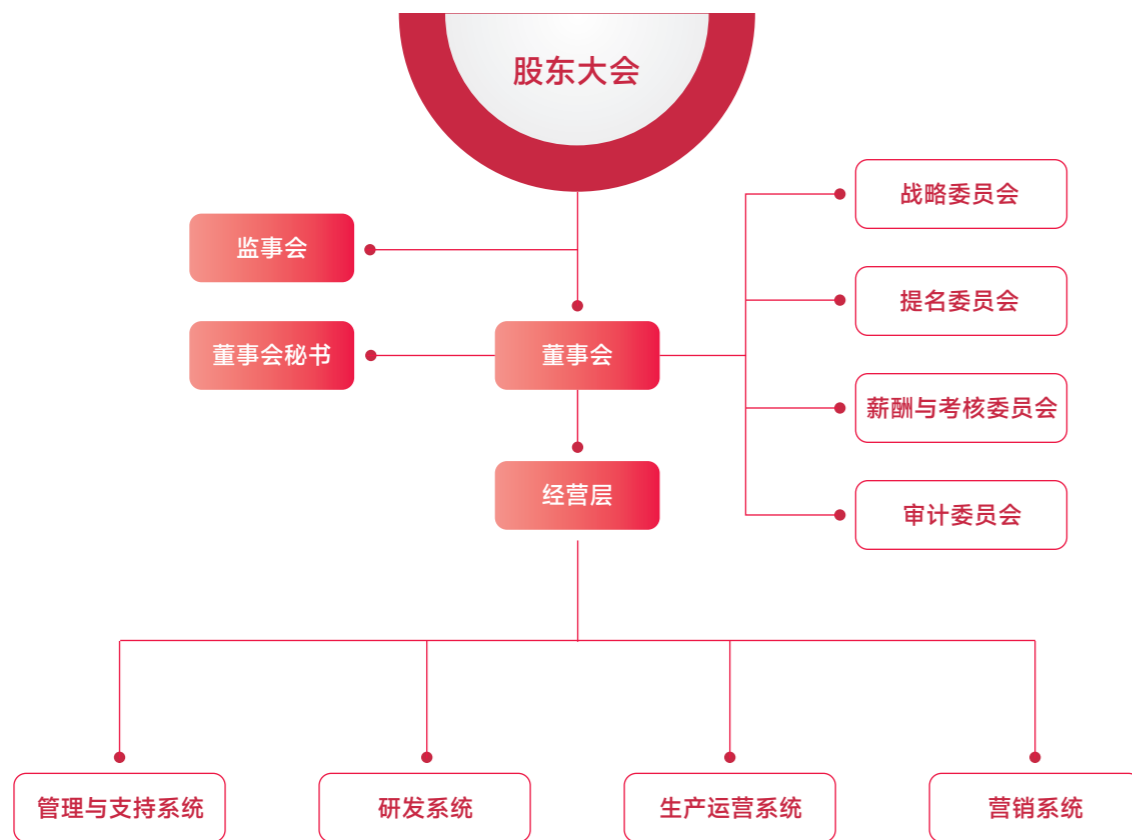 股东大会
监事会
董事会秘书
董事会
经营层
战略委员会
提名委员会
薪酬与考核委员会
审计委员会
管理与支持系统
研发系统
生产运营系统
营销系统